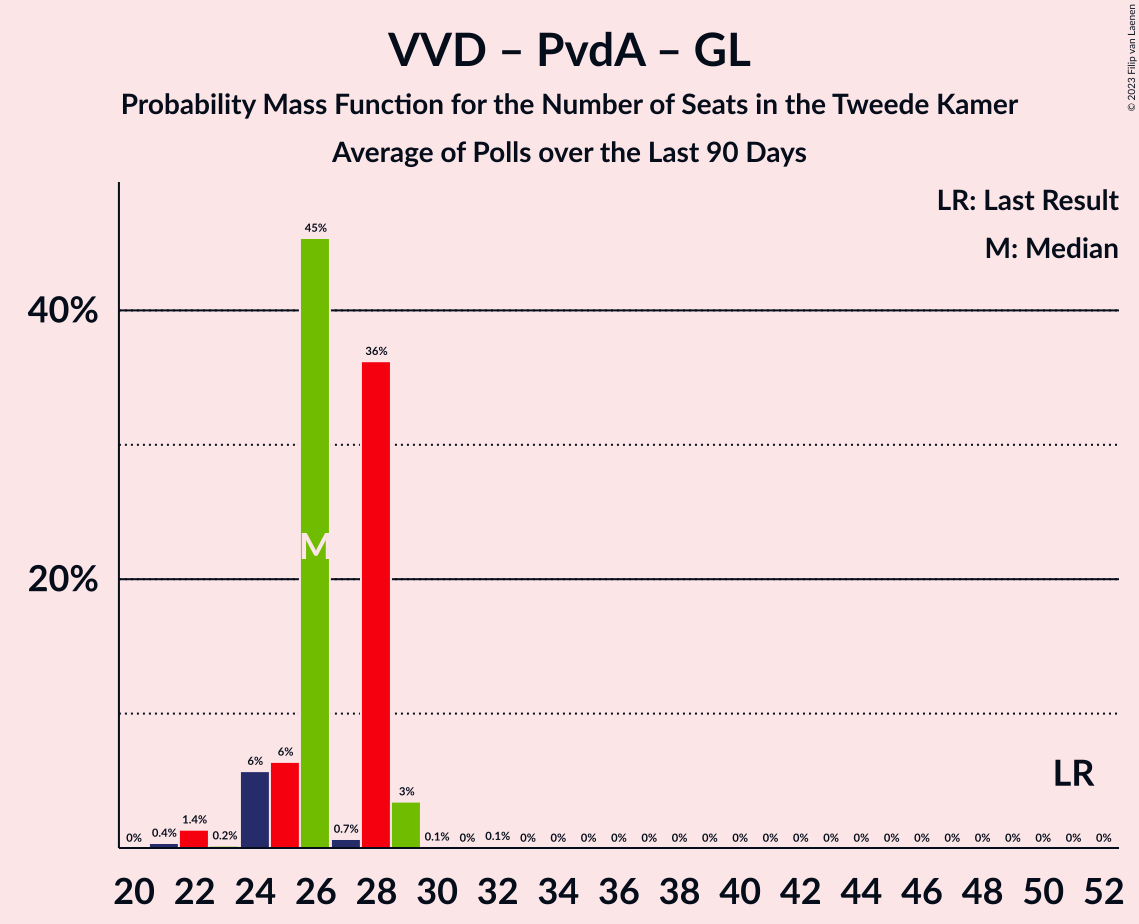 VVD – PvdA – GL
Probability Mass Function for the Number of Seats in the Tweede Kamer
Average of Polls over the Last 90 Days
© 2023 Filip van Laenen
LR: Last Result
M: Median
40%
20%
0% 0.4% 1.4% 0.2% 6% 6% 45% 0.7% 36% 3% 0.1% 0% 0.1% 0% 0% 0% 0% 0% 0% 0% 0% 0% 0% 0% 0% 0% 0% 0% 0% 0% 0% 0% 0%
M
LR
20 22 24 26 28 30 32 34 36 38 40 42 44 46 48 50 52